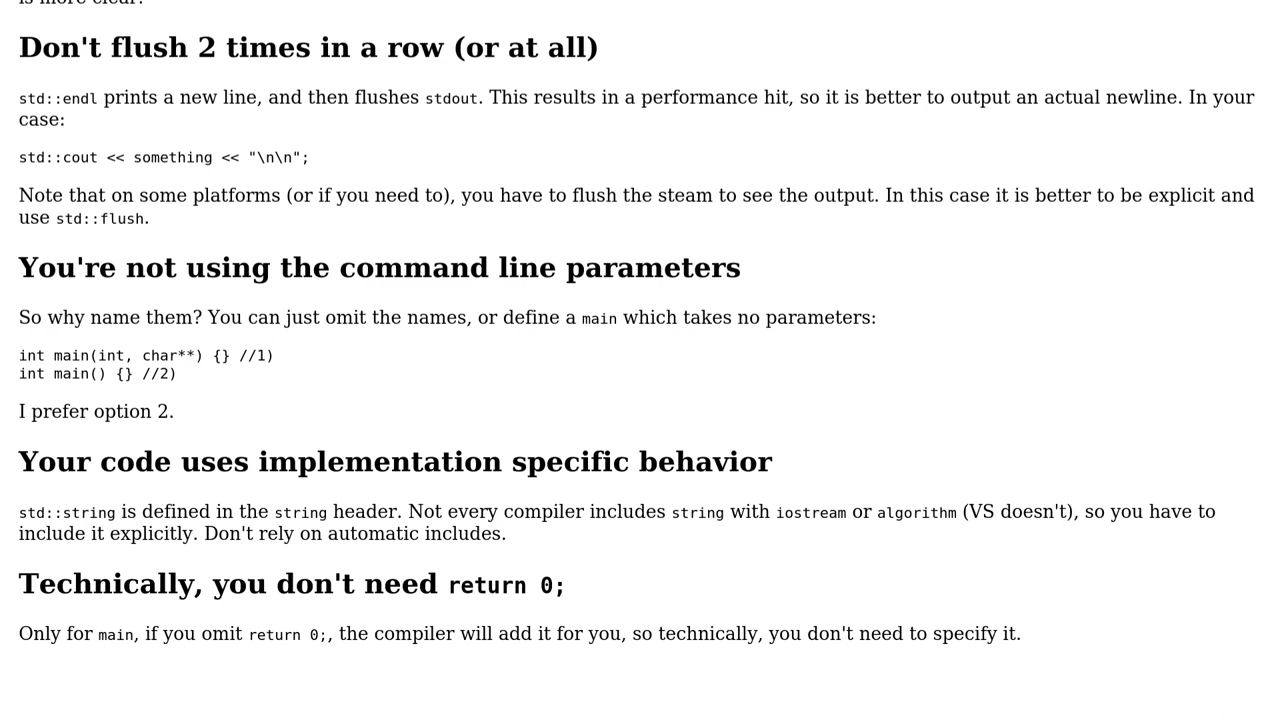 is more clear.
Don't flush 2 times in a row (or at all)
std::endl prints a new line, and then flushes stdout. This results in a performance hit, so it is better to output an actual newline. In your
case:
std::cout << something << "\n\n";
Note that on some platforms (or if you need to), you have to flush the steam to see the output. In this case it is better to be explicit and
use std::flush.
You're not using the command line parameters
So why name them? You can just omit the names, or define a main which takes no parameters:
int main(int, char**) {} //1)
int main() {} //2)
I prefer option 2.
Your code uses implementation specific behavior
std::string is defined in the string header. Not every compiler includes string with iostream or algorithm (VS doesn't), so you have to
include it explicitly. Don't rely on automatic includes.
Technically, you don't need return 0;
Only for main, if you omit return 0;, the compiler will add it for you, so technically, you don't need to specify it.